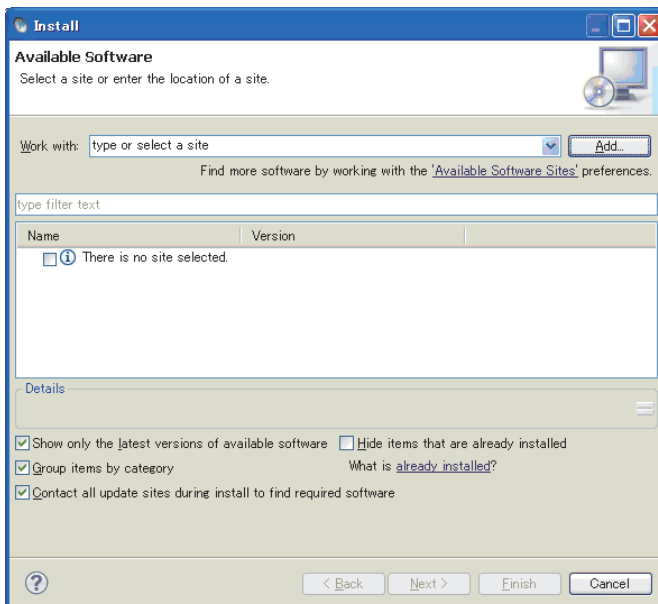 Install
Available Software
Select a site or enter the location of a site.
Work with: type or select a site Add...
Find more software by working with the 'Available Software Sites' preferences.
type filter text
Name Version
There is no site selected.
Details
Show only the latest versions of available software Hide items that are already installed
Group items by category What is already installed?
Contact all update sites during install to find required software
? < Back Next > Finish Cancel